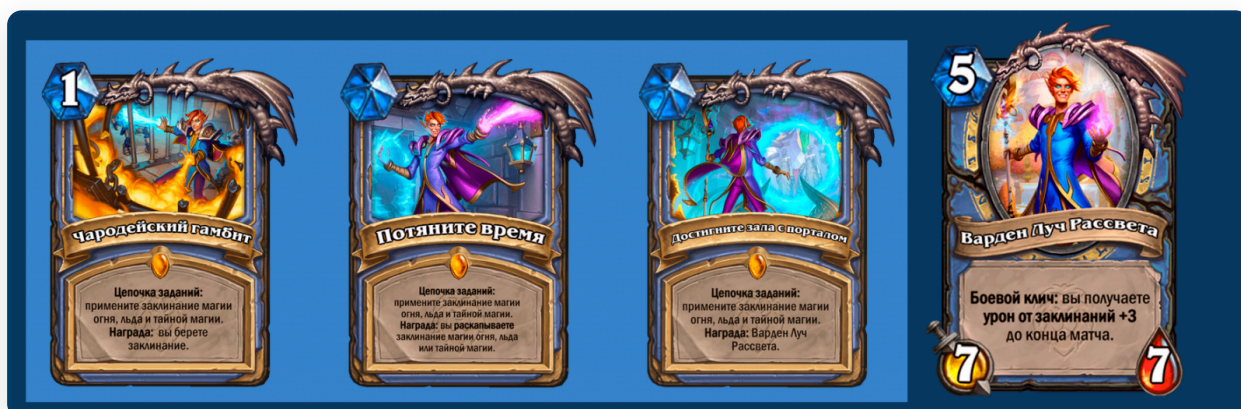 1
Чародейский гамбит
Цепочка заданий:
примените заклинание магии
огня, льда и тайной магии.
Награда: вы берете
заклинание.
Потяните время
Цепочка заданий:
примените заклинание магии
огня, льда и тайной магии.
Награда: вы раскапываете
заклинание магии огня, льда
или тайной магии.
Достигните зала с порталом
Цепочка заданий:
примените заклинание магии
огня, льда и тайной магии.
Награда: Варден Луч
Рассвета.
5
Варден Луч Рассвета
Боевой клич: вы получаете
урон от заклинаний +3
до конца матча.
7
7